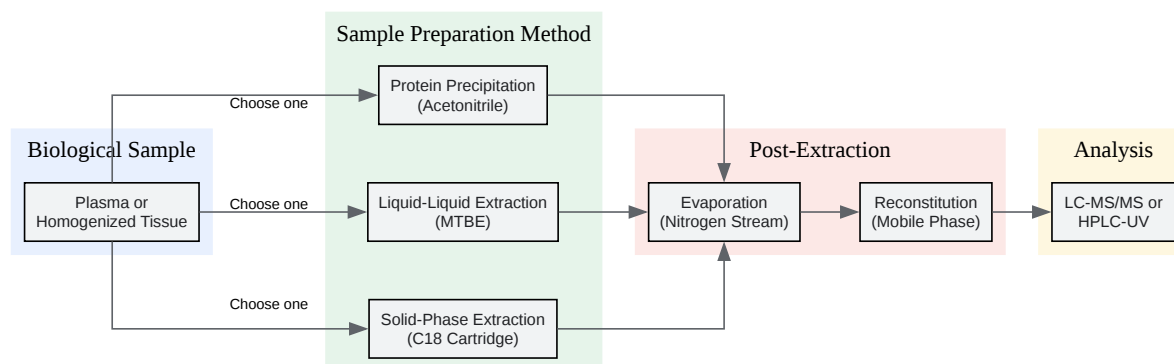 Sample Preparation Method
Protein Precipitation
(Acetonitrile)
Choose one
Biological Sample
Post-Extraction
Analysis
Plasma or
Homogenized Tissue
Choose one
Liquid-Liquid Extraction
(MTBE)
Evaporation
(Nitrogen Stream)
Reconstitution
(Mobile Phase)
LC-MS/MS or
HPLC-UV
Choose one
Solid-Phase Extraction
(C18 Cartridge)